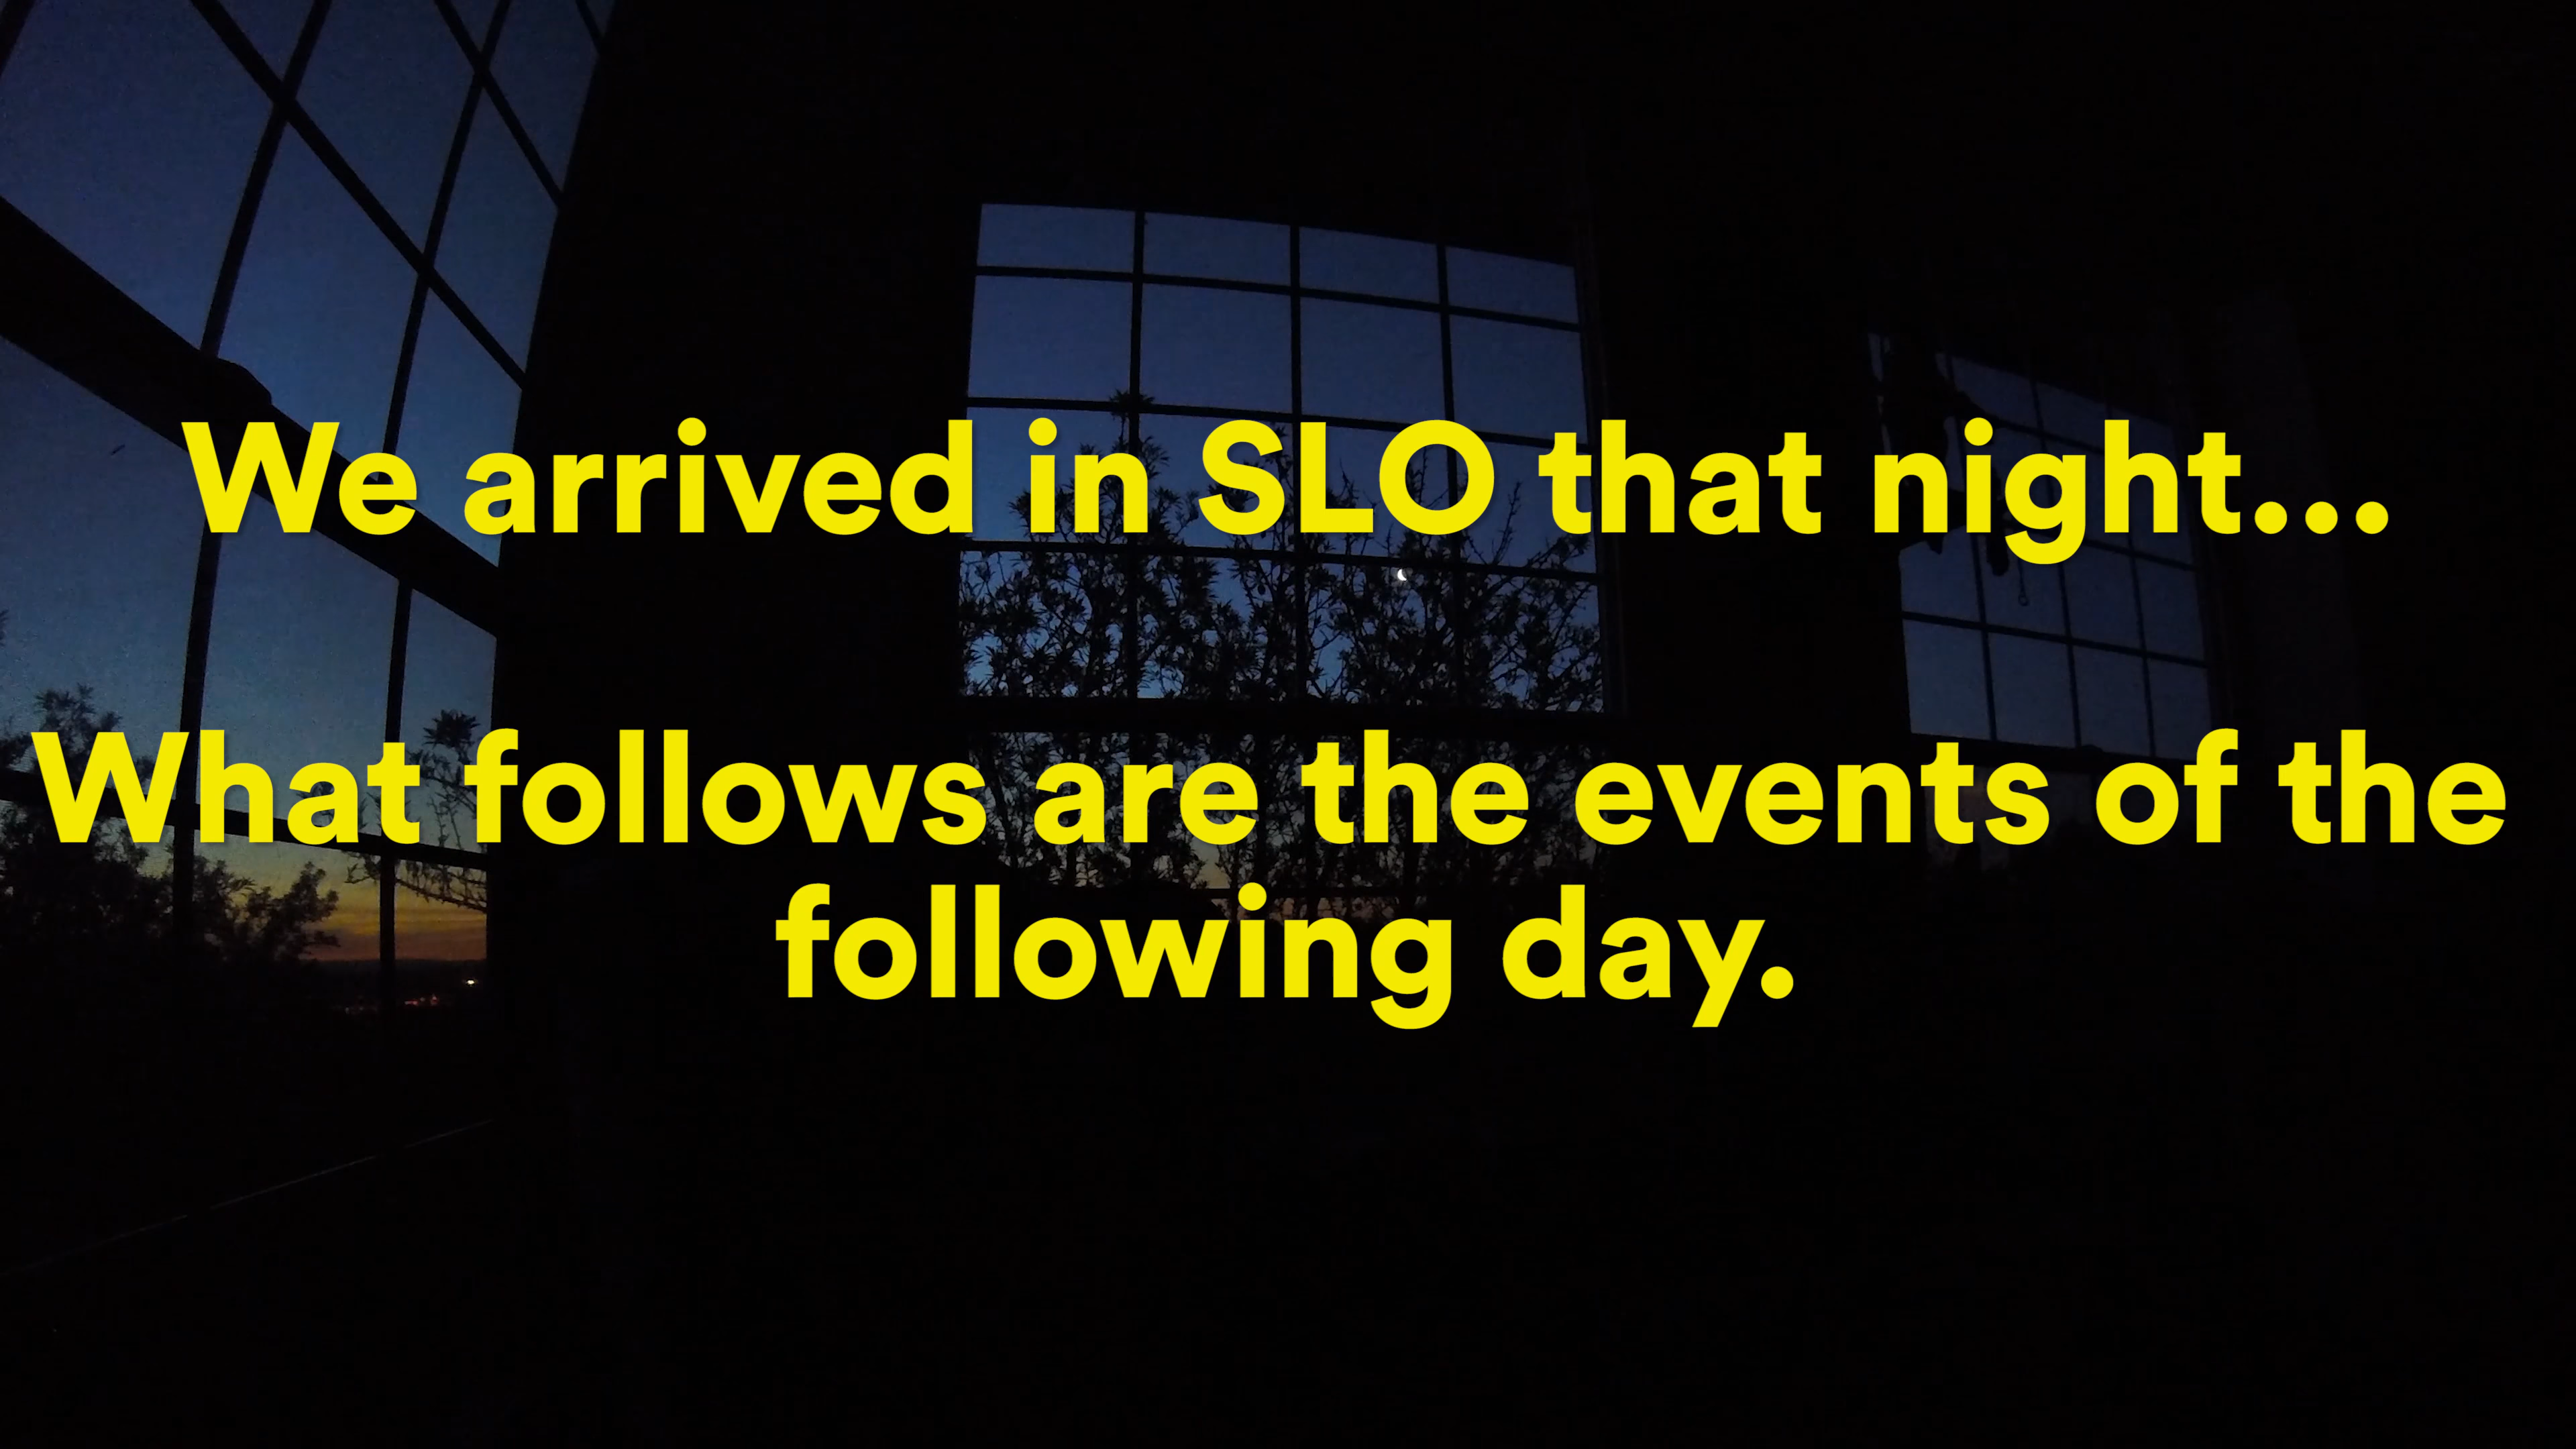 We arrived in SLO that night...
What follows are the events of the
following day.